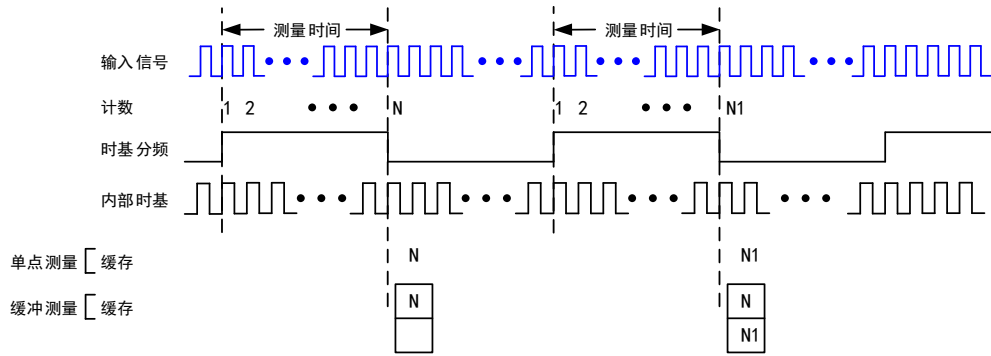 测量时间 测量时间
输入信号
计数 1 2 N 1 2 N1
时基分频
内部时基
单点测量 缓存 N N1
缓冲测量 缓存 N N
N1